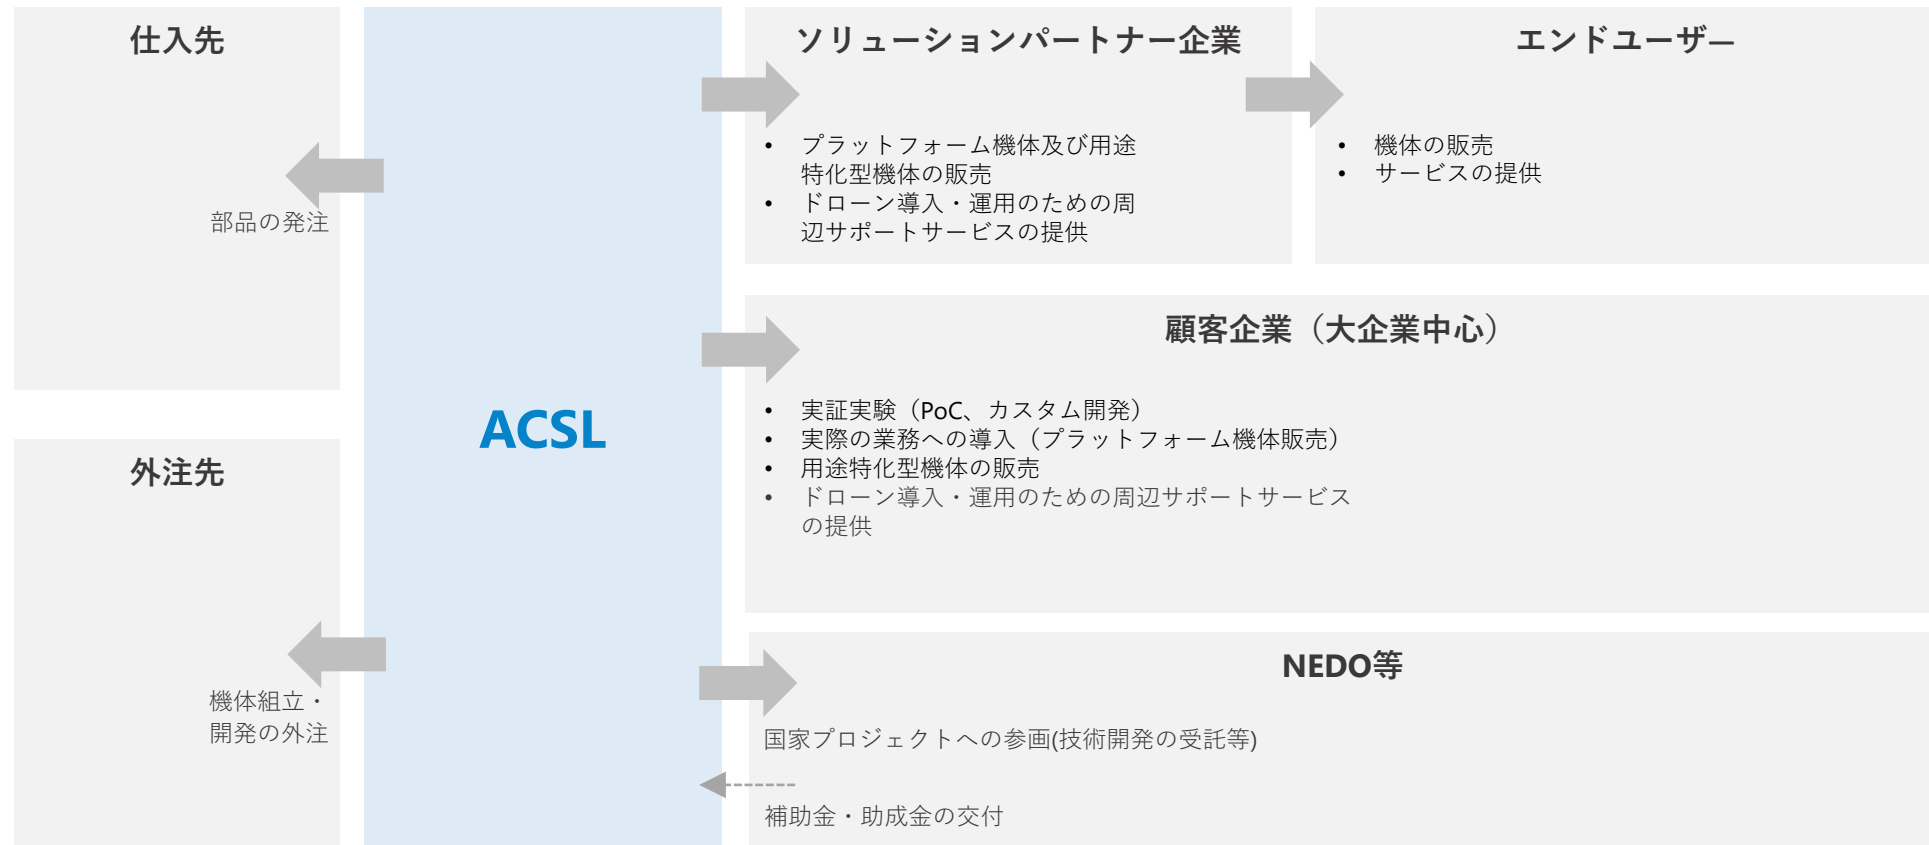 仕入先
部品の発注
外注先
機体組立・
開発の外注
ACSL
ソリューションパートナー企業
• プラットフォーム機体及び用途
特化型機体の販売
• ドローン導入・運用のための周
辺サポートサービスの提供
エンドユーザー
• 機体の販売
• サービスの提供
顧客企業（大企業中心）
• 実証実験（PoC、カスタム開発）
• 実際の業務への導入（プラットフォーム機体販売）
• 用途特化型機体の販売
• ドローン導入・運用のための周辺サポートサービス
の提供
NEDO等
国家プロジェクトへの参画(技術開発の受託等)
補助金・助成金の交付